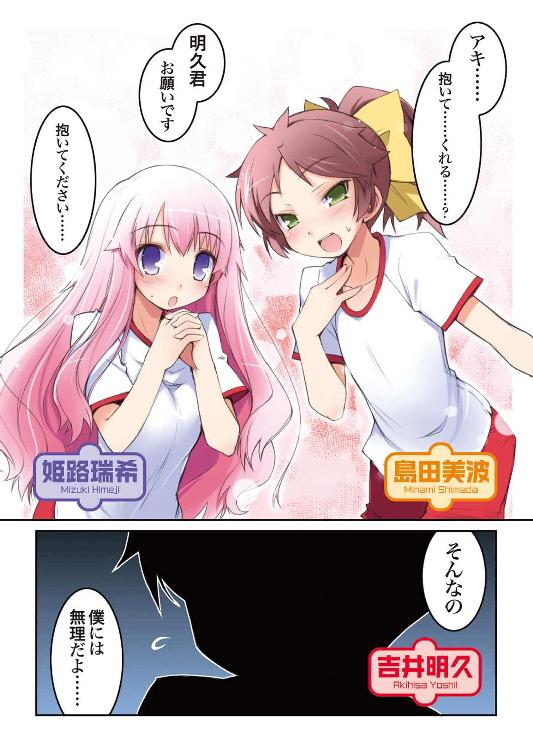 アキ……
抱いて……くれる……?
明久君
お願いです
抱いてください……
島田美波
Minami Shimada
姫路瑞希
Mizuki Himeji
そんなの
僕には
無理だよ……
吉井明久
Akihisa Yoshii